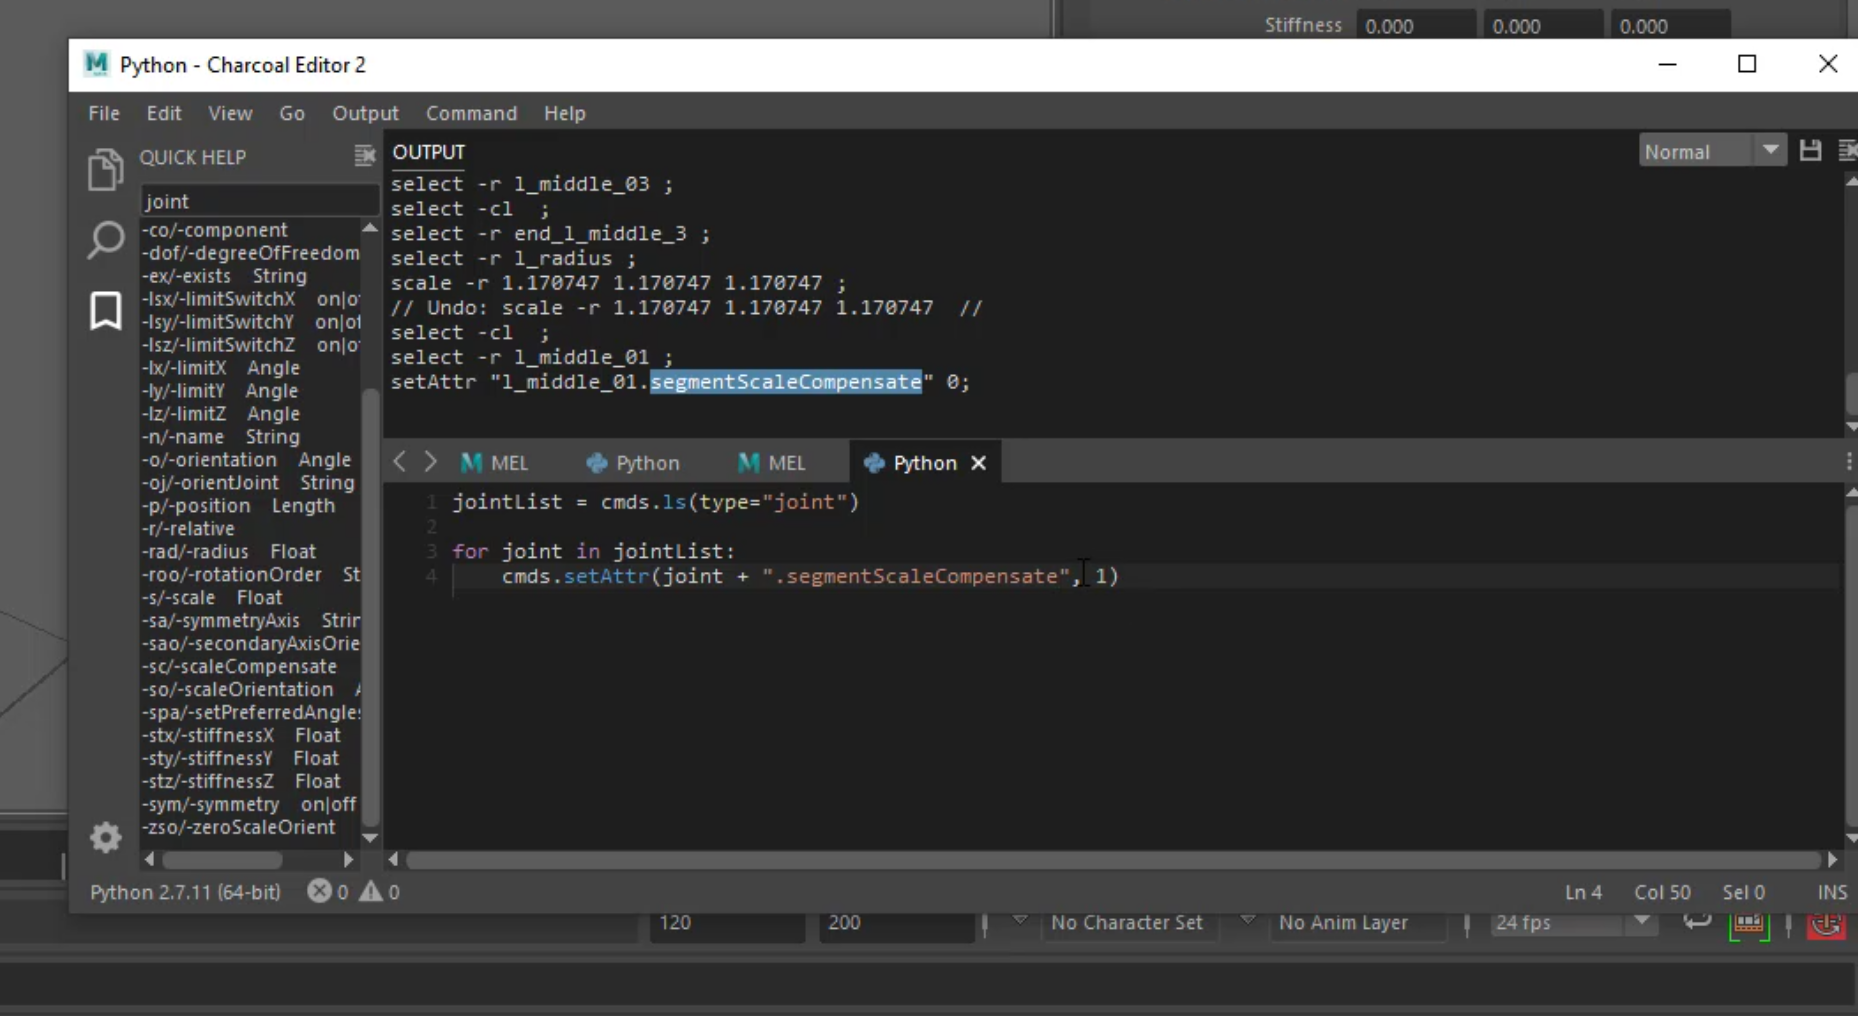 Stiffness 0.000 0.000 0.000
Python - Charcoal Editor 2
File Edit View Go Output Command Help
QUICK HELP
joint
-co/-component
-dof/-degreeOfFreedom
-ex/-exists String
-lsx/-limitSwitchX on|o
-lsy/-limitSwitchY on|of
-lsz/-limitSwitchZ on|o
-lx/-limitX Angle
-ly/-limitY Angle
-lz/-limitZ Angle
-n/-name String
-o/-orientation Angle
-oj/-orientJoint String
-p/-position Length
-r/-relative
-rad/-radius Float
-roo/-rotationOrder St
-s/-scale Float
-sa/-symmetryAxis Strin
-sao/-secondaryAxisOrie
-sc/-scaleCompensate
-so/-scaleOrientation
-spa/-setPreferredAngles
-stx/-stiffnessX Float
-sty/-stiffnessY Float
-stz/-stiffnessZ Float
-sym/-symmetry on|off
-zso/-zeroScaleOrient
OUTPUT
Normal
select -r l_middle_03 ;
select -cl  ;
select -r end_l_middle_3 ;
select -r l_radius ;
scale -r 1.170747 1.170747 1.170747 ;
// Undo: scale -r 1.170747 1.170747 1.170747  //
select -cl  ;
select -r l_middle_01 ;
setAttr "l_middle_01.segmentScaleCompensate" 0;
MEL Python MEL Python
1 jointList = cmds.ls(type="joint")
2
3 for joint in jointList:
4 cmds.setAttr(joint + ".segmentScaleCompensate", 1)
Python 2.7.11 (64-bit) 0 0
Ln 4 Col 50 Sel 0 INS
120 200 No Character Set No Anim Layer 24 fps